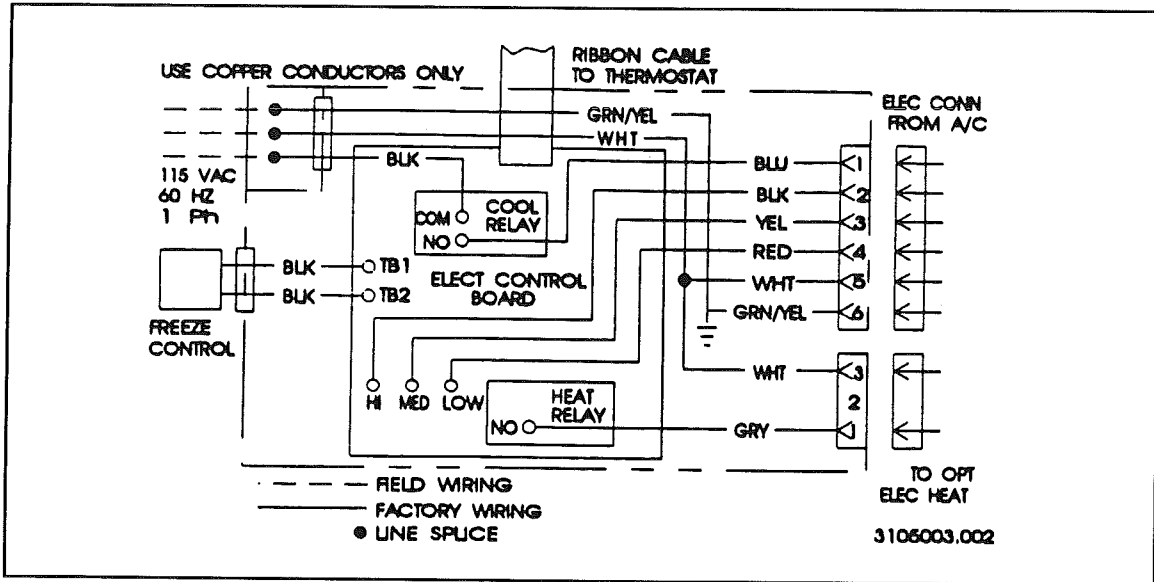 RIBBON CABLE
TO THERMOSTAT
USE COPPER CONDUCTORS ONLY
ELEC CONN
FROM A/C
GRN/YEL
WHT
BLK
115 VAC
60 HZ
1 Ph
BLU
1
BLK
2
YEL
3
RED
4
WHT
5
GRN/YEL
6
COM
COOL
RELAY
NO
BLK
TB1
BLK
TB2
ELECT CONTROL
BOARD
FREEZE
CONTROL
HI
MED
LOW
HEAT
RELAY
NO
WHT
3
2
GRY
1
TO OPT
ELEC HEAT
FIELD WIRING
FACTORY WIRING
LINE SPLICE
3105003.002